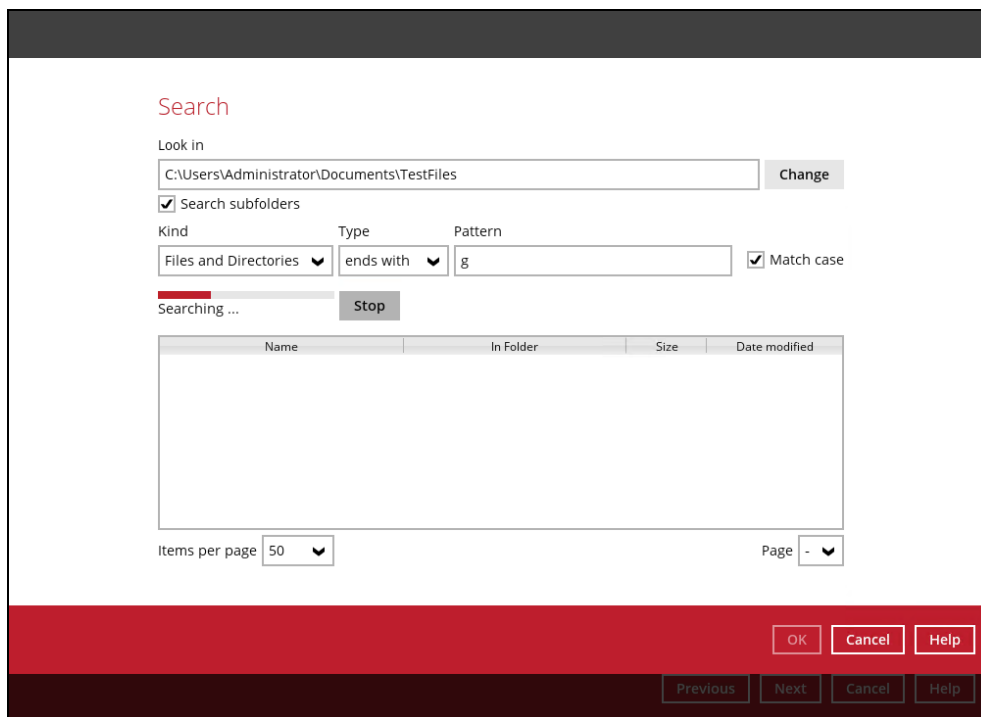 Search
Look in
C:\Users\Administrator\Documents\TestFiles
Change
Search subfolders
Kind Type Pattern
Files and Directories ends with g Match case
Searching ... Stop
Name In Folder Size Date modified
Items per page 50 Page -
OK Cancel Help
Previous Next Cancel Help